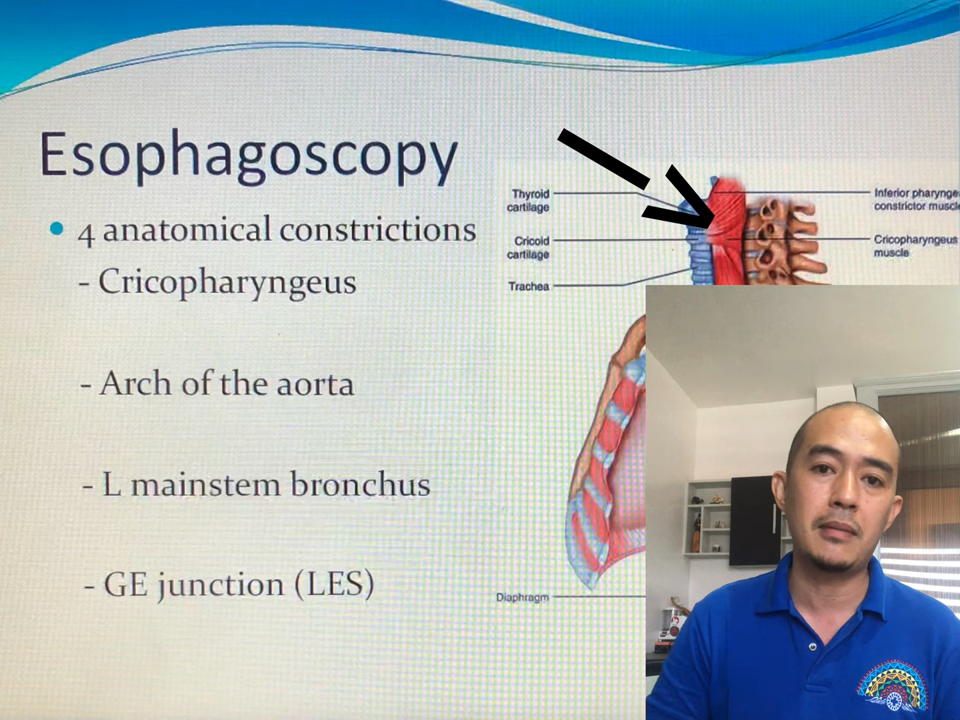 Esophagoscopy
4 anatomical constrictions
- Cricopharyngeus
- Arch of the aorta
- L mainstem bronchus
- GE junction (LES)
Thyroid
cartilage
Cricoid
cartilage
Trachea
Inferior pharynge
constrictor muscle
Cricopharyngeus
muscle
Diaphragm